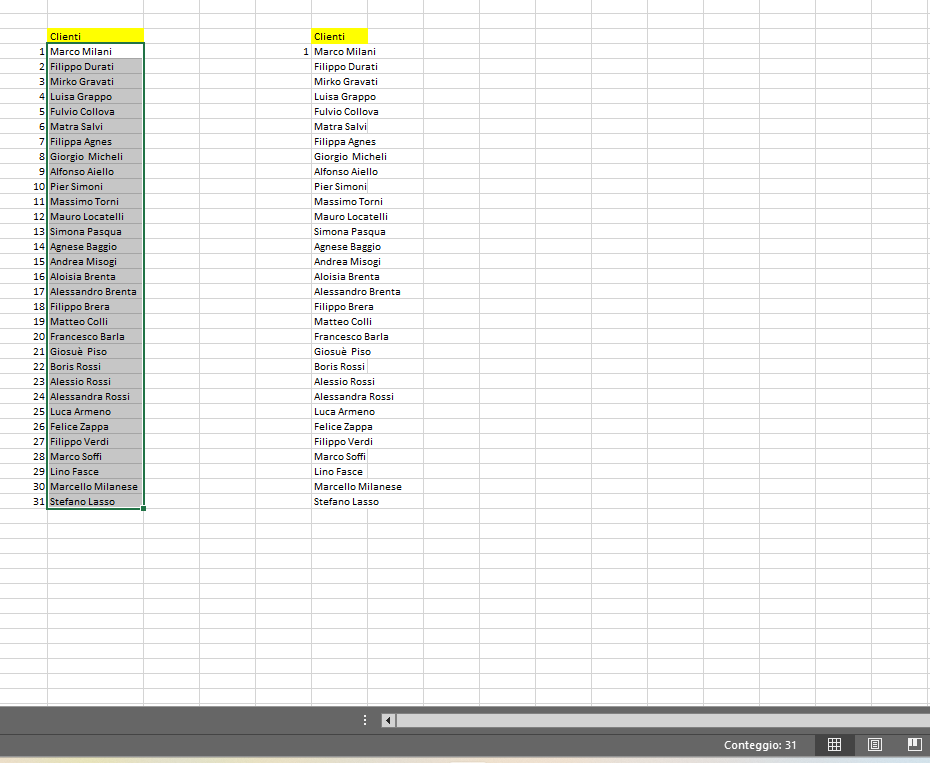 Clienti Clienti
1 Marco Milani 1 Marco Milani
2 Filippo Durati Filippo Durati
3 Mirko Gravati Mirko Gravati
4 Luisa Grappo Luisa Grappo
5 Fulvio Collova Fulvio Collova
6 Matra Salvi Matra Salvi
7 Filippa Agnes Filippa Agnes
8 Giorgio  Micheli Giorgio  Micheli
9 Alfonso Aiello Alfonso Aiello
10 Pier Simoni Pier Simoni
11 Massimo Torni Massimo Torni
12 Mauro Locatelli Mauro Locatelli
13 Simona Pasqua Simona Pasqua
14 Agnese Baggio Agnese Baggio
15 Andrea Misogi Andrea Misogi
16 Aloisia Brenta Aloisia Brenta
17 Alessandro Brenta Alessandro Brenta
18 Filippo Brera Filippo Brera
19 Matteo Colli Matteo Colli
20 Francesco Barla Francesco Barla
21 Giosuè  Piso Giosuè  Piso
22 Boris Rossi Boris Rossi
23 Alessio Rossi Alessio Rossi
24 Alessandra Rossi Alessandra Rossi
25 Luca Armeno Luca Armeno
26 Felice Zappa Felice Zappa
27 Filippo Verdi Filippo Verdi
28 Marco Soffi Marco Soffi
29 Lino Fasce Lino Fasce
30 Marcello Milanese Marcello Milanese
31 Stefano Lasso Stefano Lasso
Conteggio: 31